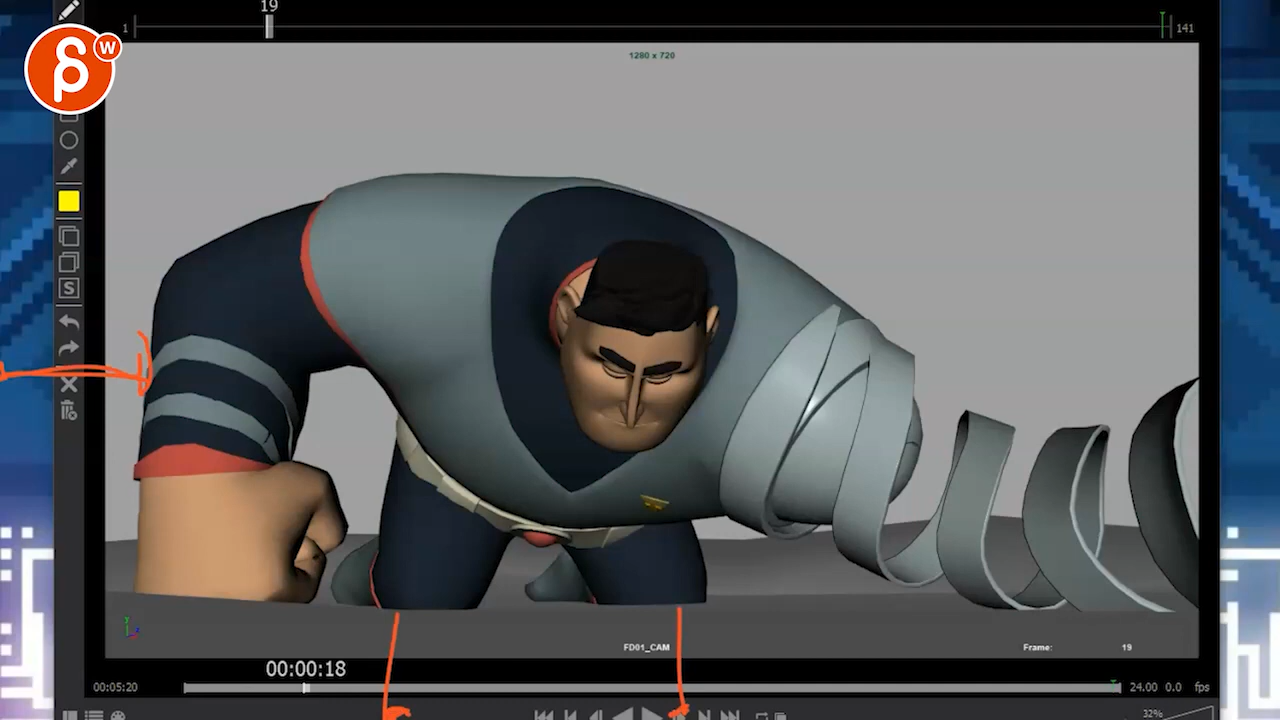 19
1
141
W
1280 x 720
S
FD01_CAM
Frame: 19
00:00:18
00:05:20
24.00 0.0 fps
32%